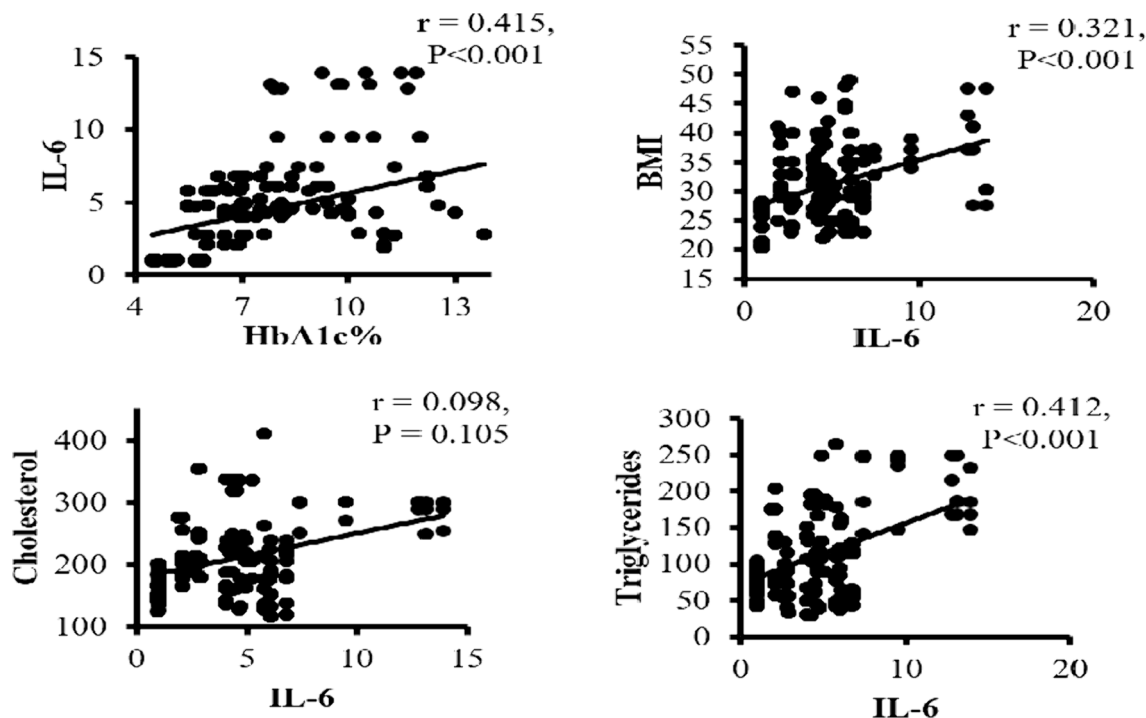 r = 0.415,
P<0.001
15
10
5
0
IL-6
4 7 10 13
HbA1c%
r = 0.321,
P<0.001
55
50
45
40
35
30
25
20
15
BMI
0 10 20
IL-6
r = 0.098,
P = 0.105
400
300
200
100
Cholesterol
0 5 10 15
IL-6
r = 0.412,
P<0.001
300
250
200
150
100
50
0
Triglycerides
0 10 20
IL-6